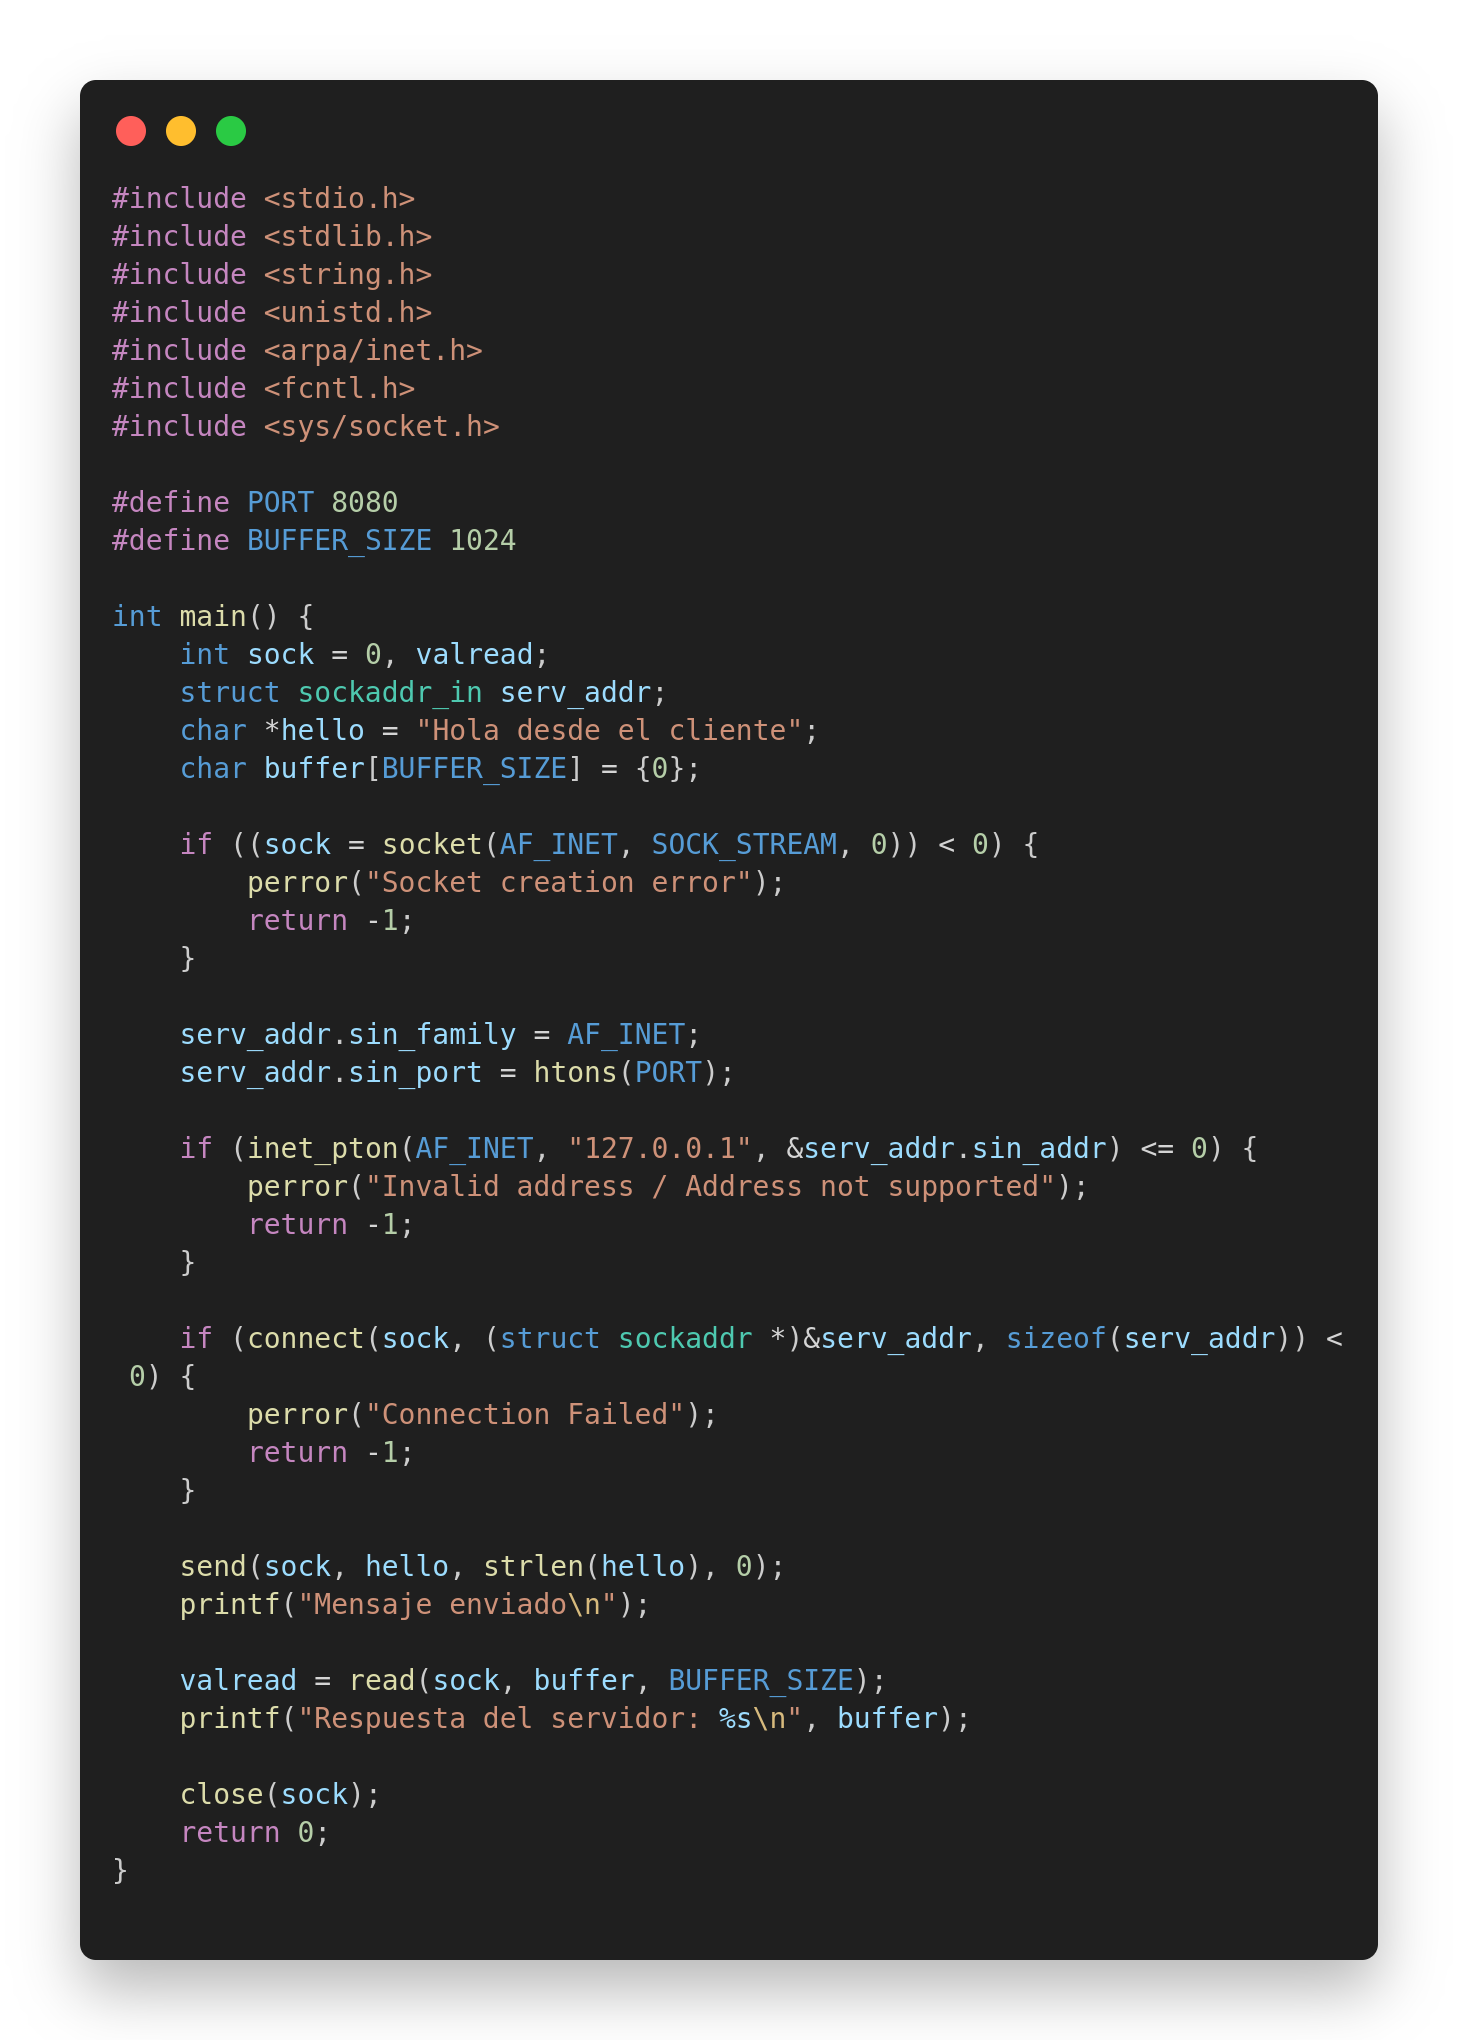 #include <stdio.h>
#include <stdlib.h>
#include <string.h>
#include <unistd.h>
#include <arpa/inet.h>
#include <fcntl.h>
#include <sys/socket.h>

#define PORT 8080
#define BUFFER_SIZE 1024

int main() {
    int sock = 0, valread;
    struct sockaddr_in serv_addr;
    char *hello = "Hola desde el cliente";
    char buffer[BUFFER_SIZE] = {0};

    if ((sock = socket(AF_INET, SOCK_STREAM, 0)) < 0) {
        perror("Socket creation error");
        return -1;
    }

    serv_addr.sin_family = AF_INET;
    serv_addr.sin_port = htons(PORT);

    if (inet_pton(AF_INET, "127.0.0.1", &serv_addr.sin_addr) <= 0) {
        perror("Invalid address / Address not supported");
        return -1;
    }

    if (connect(sock, (struct sockaddr *)&serv_addr, sizeof(serv_addr)) <
 0) {
        perror("Connection Failed");
        return -1;
    }

    send(sock, hello, strlen(hello), 0);
    printf("Mensaje enviado\n");

    valread = read(sock, buffer, BUFFER_SIZE);
    printf("Respuesta del servidor: %s\n", buffer);

    close(sock);
    return 0;
}